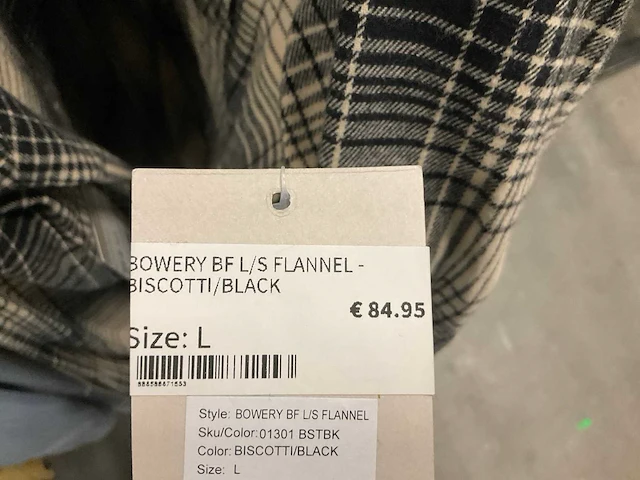 BOWERY BF L/S FLANNEL -
BISCOTTI/BLACK
€ 84.95
Size: L
Style: BOWERY BF L/S FLANNEL
Sku/Color: 01301 BSTBK
Color: BISCOTTI/BLACK
Size: L